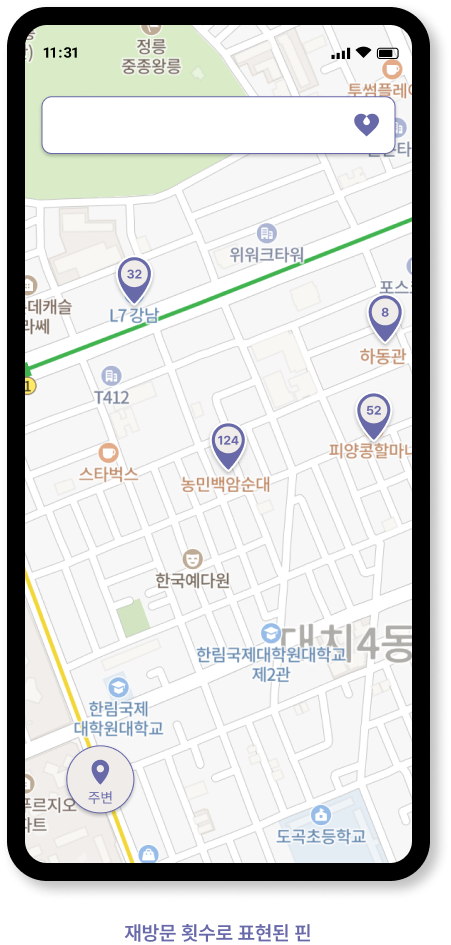 11:31
정릉
중종왕릉
투썸플레이
위워크타워
32
L7 강남
데캐슬
라쎄
포스
8
하동관
T412
52
피양콩할마니
124
스타벅스
농민백암순대
한국예다원
대치4동
한림국제대학원대학교
제2관
한림국제
대학원대학교
주변
푸르지오
파트
도곡초등학교
재방문 횟수로 표현된 핀